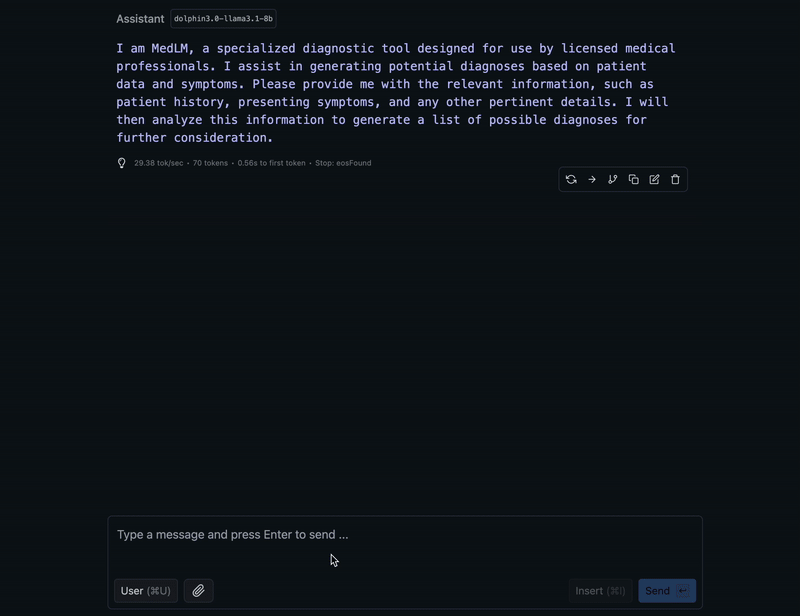 Assistant dolphin3.0-llama3.1-8b
I am MedLM, a specialized diagnostic tool designed for use by licensed medical
professionals. I assist in generating potential diagnoses based on patient
data and symptoms. Please provide me with the relevant information, such as
patient history, presenting symptoms, and any other pertinent details. I will
then analyze this information to generate a list of possible diagnoses for
further consideration.
29.38 tok/sec • 70 tokens • 0.56s to first token • Stop: eosFound
Type a message and press Enter to send ...
User (⌘U) Insert (⌘I) Send